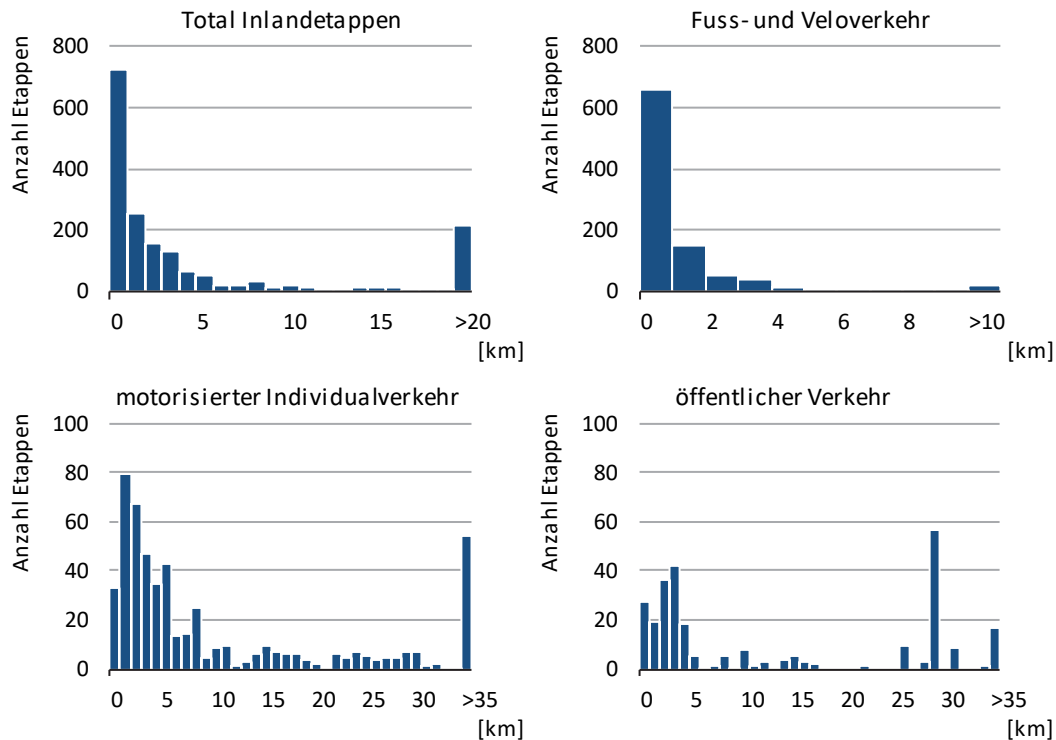 Total Inlandetappen
Anzahl Etappen
800
600
400
200
0
0 5 10 15 >20
[km]
Fuss- und Veloverkehr
Anzahl Etappen
800
600
400
200
0
0 2 4 6 8 >10
[km]
motorisierter Individualverkehr
Anzahl Etappen
100
80
60
40
20
0
0 5 10 15 20 25 30 >35
[km]
öffentlicher Verkehr
Anzahl Etappen
100
80
60
40
20
0
0 5 10 15 20 25 30 >35
[km]